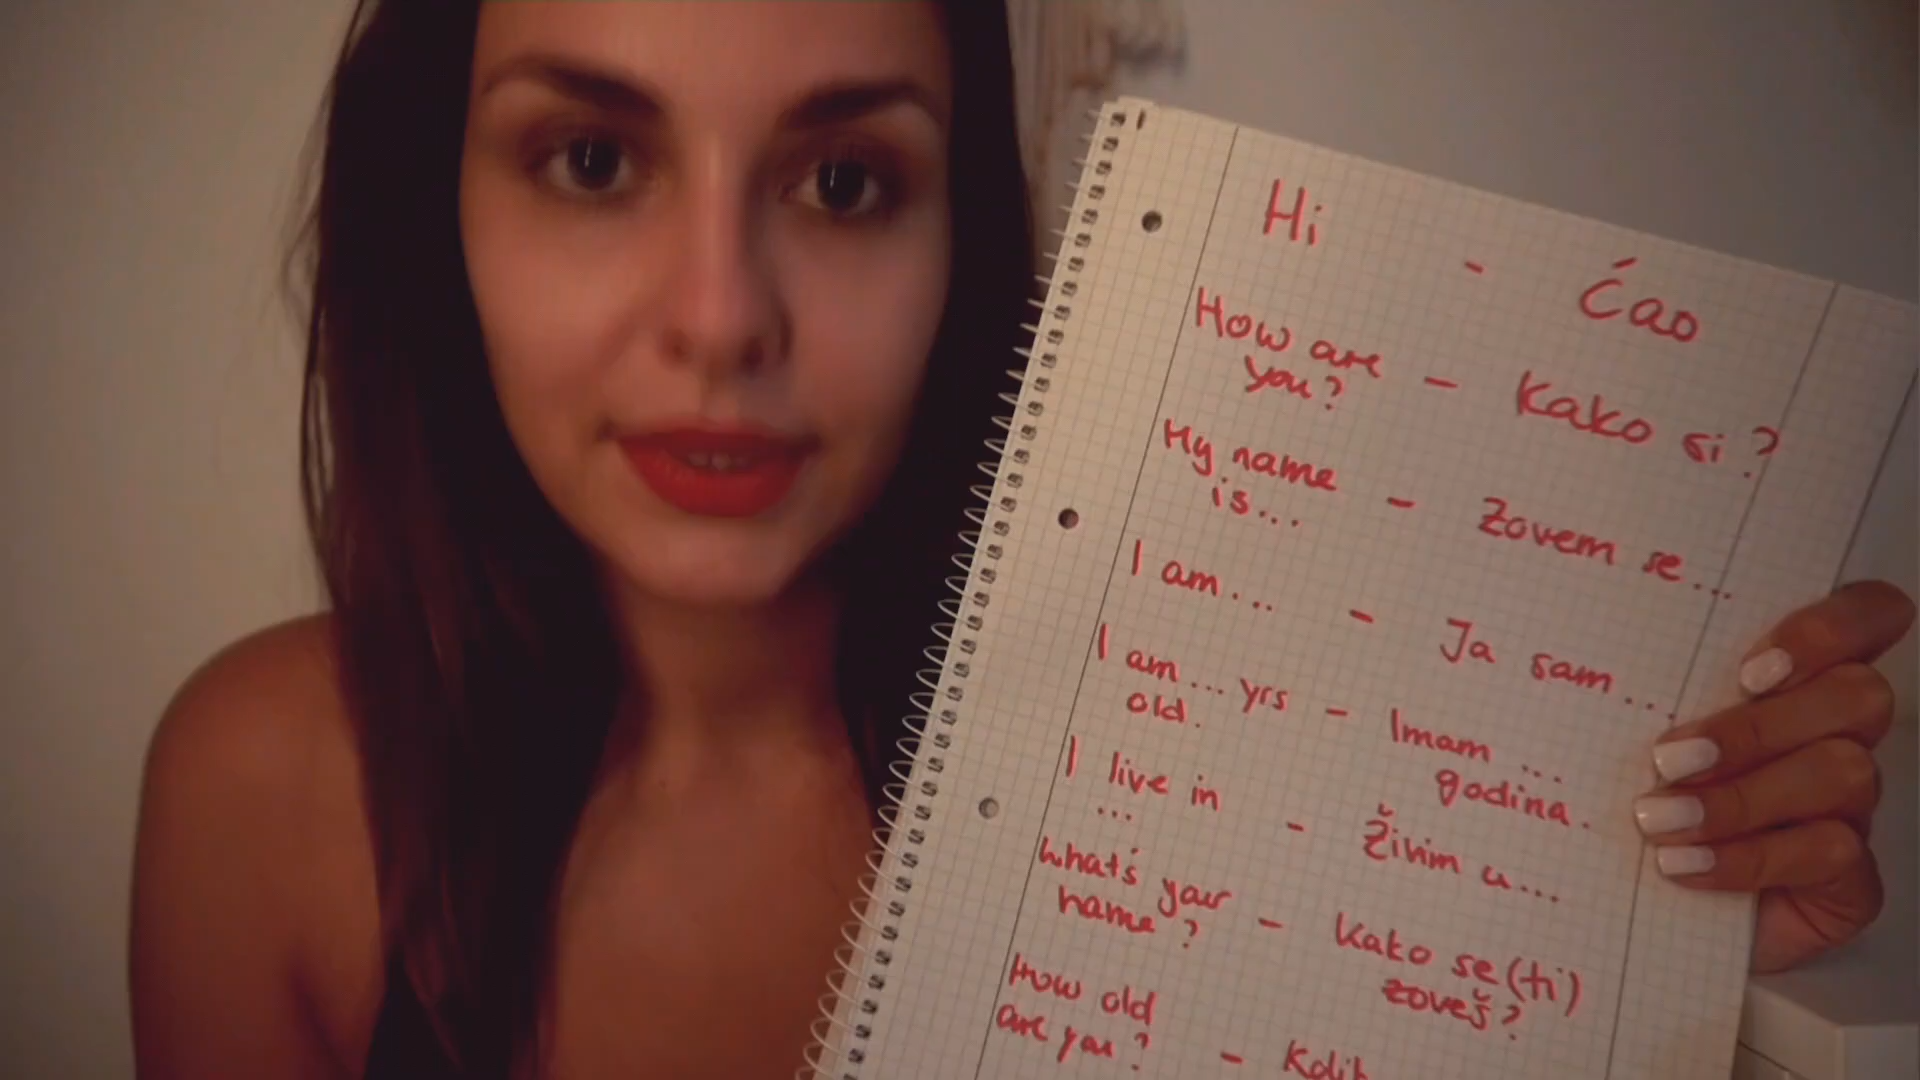 Hi - Ćao
How are - Kako si?
you?
My name - Zovem se...
is...
I am... - Ja sam...
I am... yrs - Imam...
old. godina.
I live in - Živim u...
...
What's your - Kako se (ti)
name? zoveš?
How old
are you? -